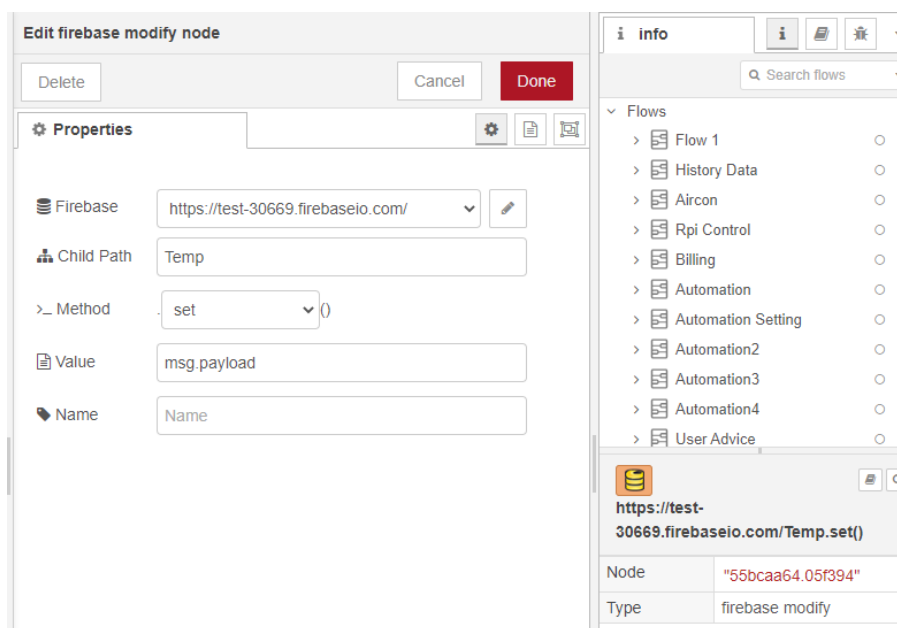 Edit firebase modify node
Delete
Cancel
Done
Properties
Firebase
https://test-30669.firebaseio.com/
Child Path
Temp
>_ Method
. set ()
Value
msg.payload
Name
Name
i info
i
Search flows
Flows
Flow 1
History Data
Aircon
Rpi Control
Billing
Automation
Automation Setting
Automation2
Automation3
Automation4
User Advice
https://test-
30669.firebaseio.com/Temp.set()
Node "55bcaa64.05f394"
Type firebase modify